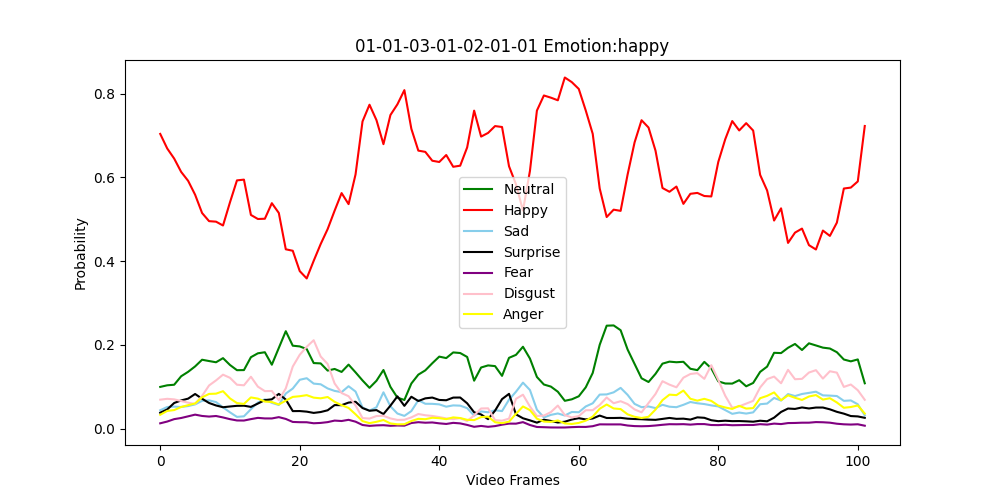 01-01-03-01-02-01-01 Emotion:happy
Probability
0.8
0.6
0.4
0.2
0.0
Neutral
Happy
Sad
Surprise
Fear
Disgust
Anger
0 20 40 60 80 100
Video Frames